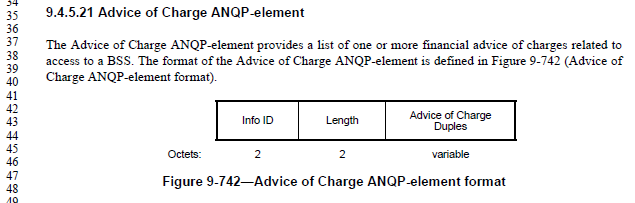 34
35 9.4.5.21 Advice of Charge ANQP-element
36
37 The Advice of Charge ANQP-element provides a list of one or more financial advice of charges related to
38 access to a BSS. The format of the Advice of Charge ANQP-element is defined in Figure 9-742 (Advice of
39
40 Charge ANQP-element format).
41
42
43 Info ID Length Advice of Charge Duples
44
45 Octets: 2 2 variable
46
47 Figure 9-742—Advice of Charge ANQP-element format
48
49